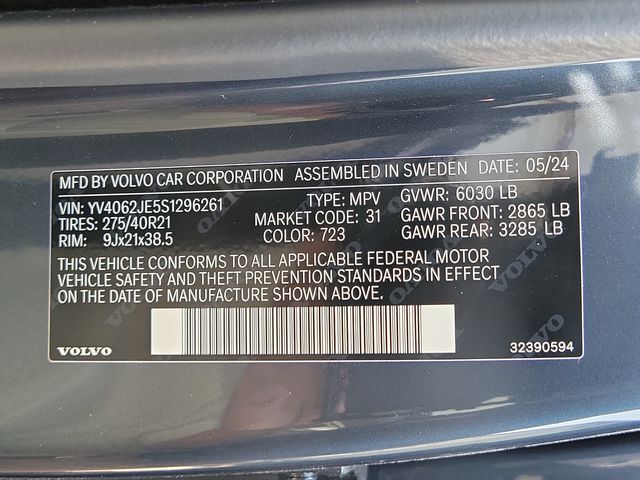 MFD BY VOLVO CAR CORPORATION ASSEMBLED IN SWEDEN DATE: 05/24
VIN: YV4062JE5S1296261 TYPE: MPV GVWR: 6030 LB
TIRES: 275/40R21 MARKET CODE: 31 GAWR FRONT: 2865 LB
RIM: 9Jx21x38.5 COLOR: 723 GAWR REAR: 3285 LB
THIS VEHICLE CONFORMS TO ALL APPLICABLE FEDERAL MOTOR
VEHICLE SAFETY AND THEFT PREVENTION STANDARDS IN EFFECT
ON THE DATE OF MANUFACTURE SHOWN ABOVE.
VOLVO 32390594